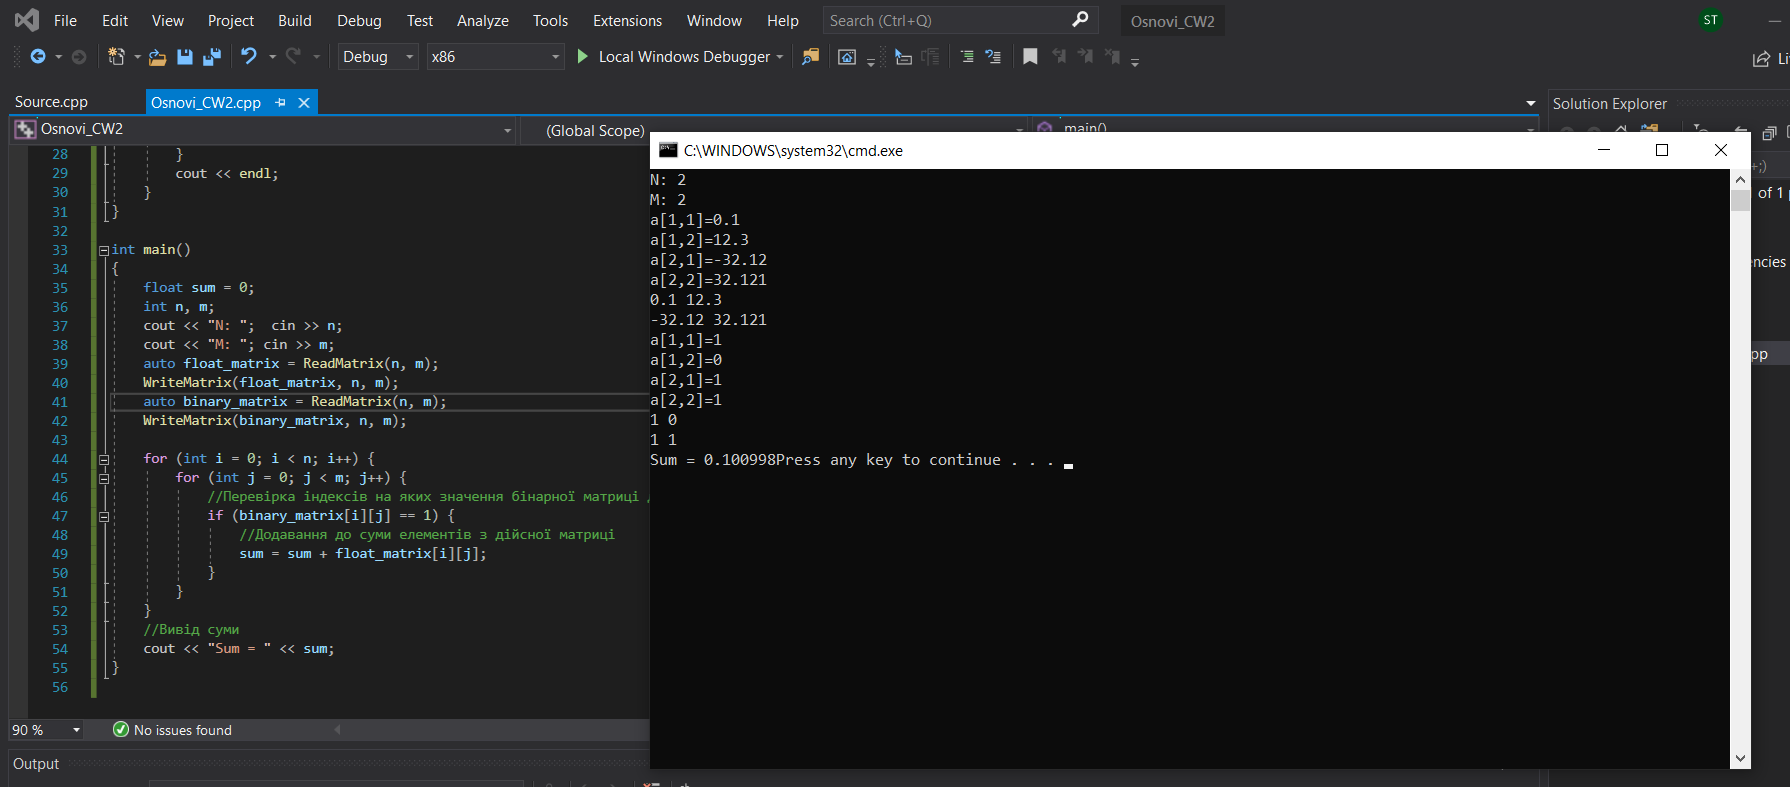 File Edit View Project Build Debug Test Analyze Tools Extensions Window Help Search (Ctrl+Q) Osnovi_CW2 ST
Debug x86 Local Windows Debugger
Source.cpp Osnovi_CW2.cpp Solution Explorer
Osnovi_CW2 (Global Scope) main()
28 }
29 cout << endl;
30 }
31 }
32
33 int main()
34 {
35 float sum = 0;
36 int n, m;
37 cout << "N: "; cin >> n;
38 cout << "M: "; cin >> m;
39 auto float_matrix = ReadMatrix(n, m);
40 WriteMatrix(float_matrix, n, m);
41 auto binary_matrix = ReadMatrix(n, m);
42 WriteMatrix(binary_matrix, n, m);
43
44 for (int i = 0; i < n; i++) {
45 for (int j = 0; j < m; j++) {
46 //Перевірка індексів на яких значення бінарної матриці
47 if (binary_matrix[i][j] == 1) {
48 //Додавання до суми елементів з дійсної матриці
49 sum = sum + float_matrix[i][j];
50 }
51 }
52 }
53 //Вивід суми
54 cout << "Sum = " << sum;
55 }
56
90 % No issues found
Output
C:\WINDOWS\system32\cmd.exe
N: 2
M: 2
a[1,1]=0.1
a[1,2]=12.3
a[2,1]=-32.12
a[2,2]=32.121
0.1 12.3
-32.12 32.121
a[1,1]=1
a[1,2]=0
a[2,1]=1
a[2,2]=1
1 0
1 1
Sum = 0.100998Press any key to continue . . .
of 1
encies
pp